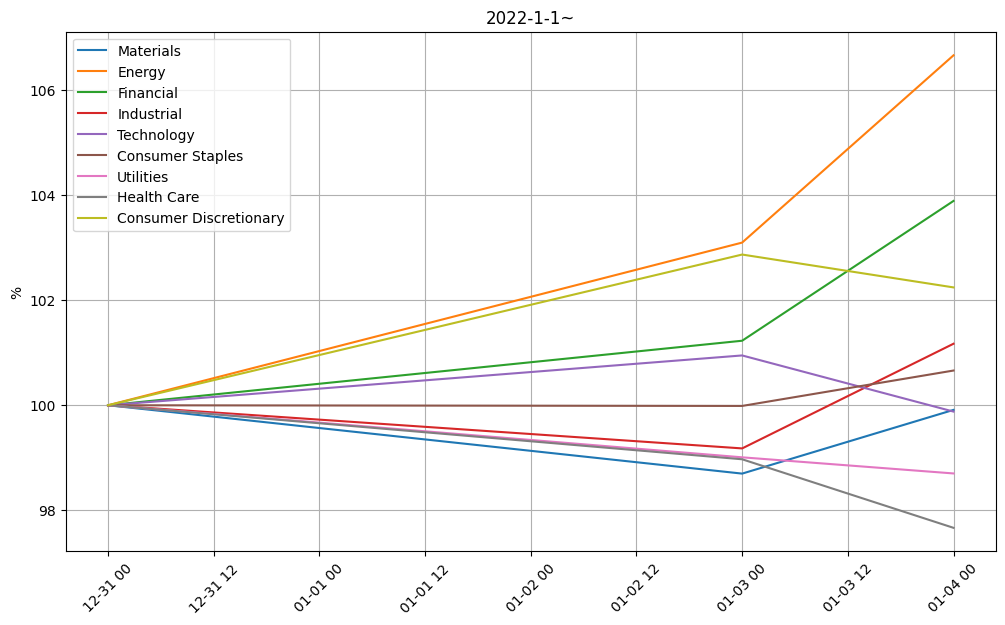 2022-1-1~
Materials
Energy
Financial
Industrial
Technology
Consumer Staples
Utilities
Health Care
Consumer Discretionary
%
106
104
102
100
98
12-31 00
12-31 12
01-01 00
01-01 12
01-02 00
01-02 12
01-03 00
01-03 12
01-04 00